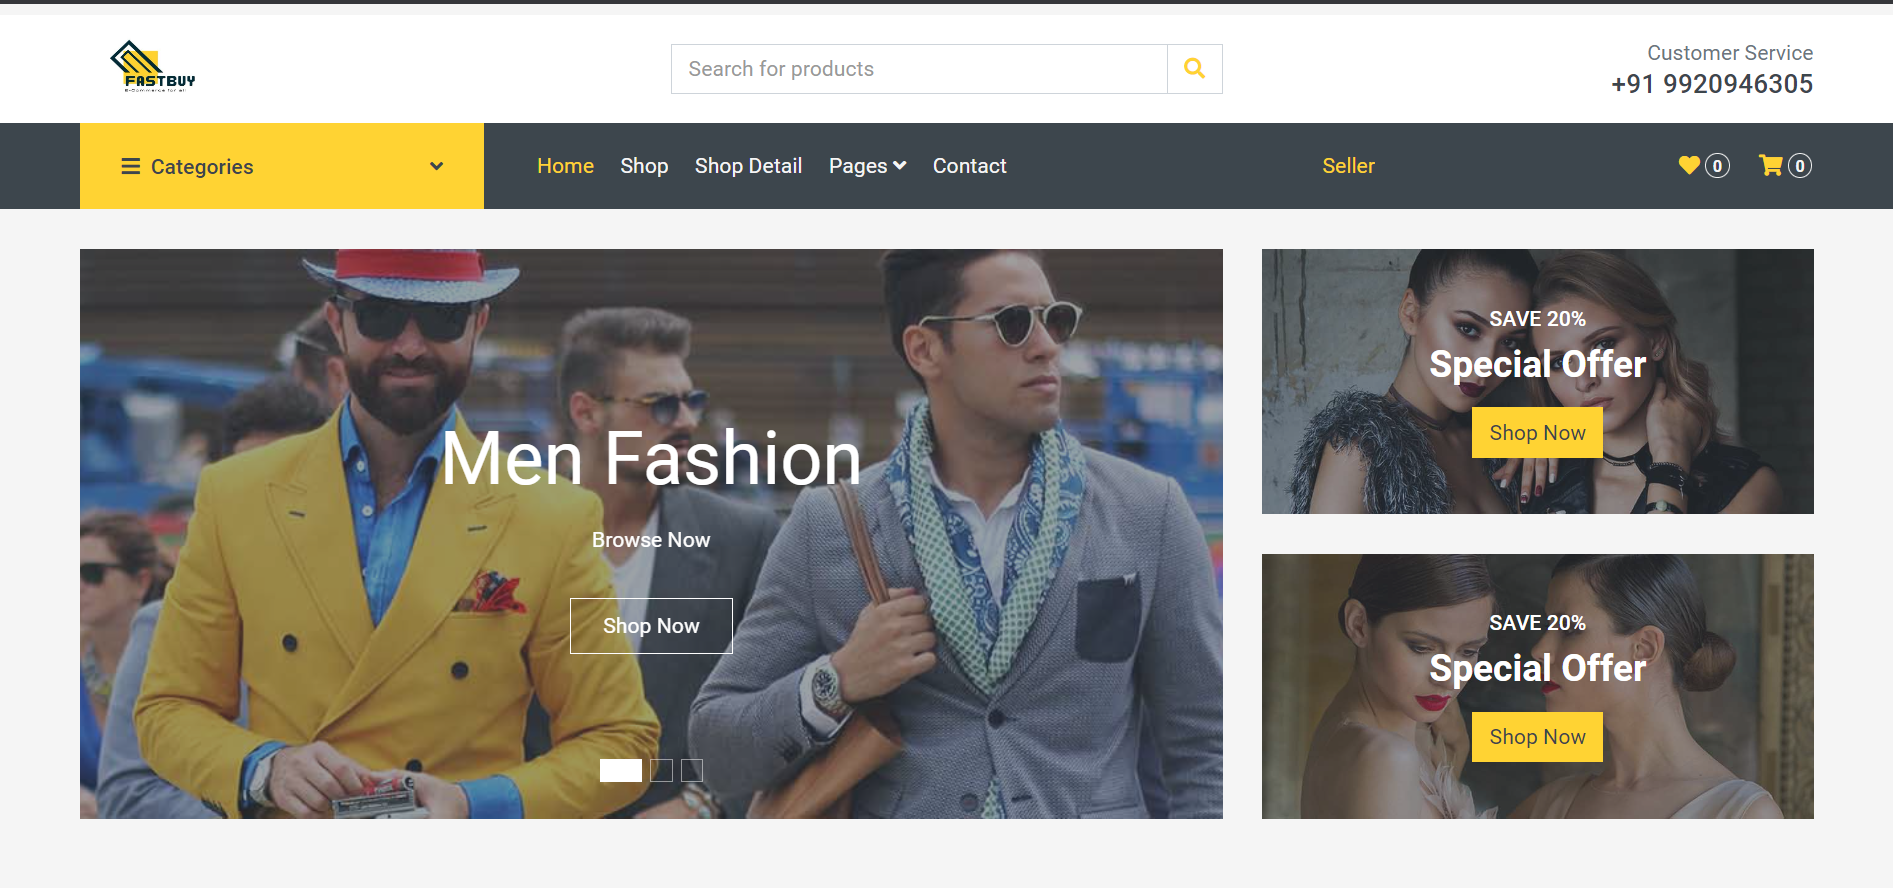 FASTBUY
E-Commerce for all
Search for products
Customer Service
+91 9920946305
Categories
Home Shop Shop Detail Pages Contact Seller 0 0
Men Fashion
Browse Now
Shop Now
SAVE 20%
Special Offer
Shop Now
SAVE 20%
Special Offer
Shop Now